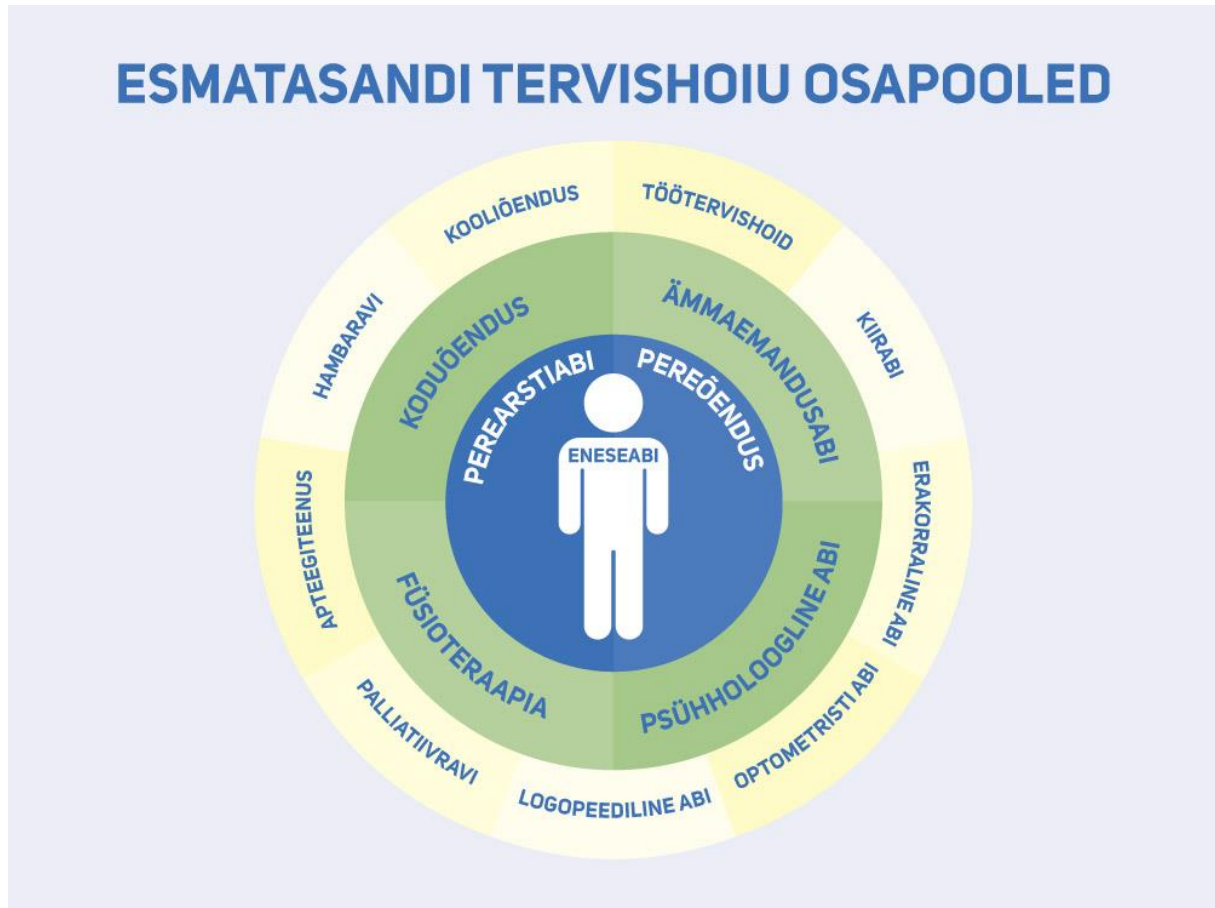 ESMATASANDI TERVISHOIU OSAPOOLED
KOOLIÕENDUS
TÖÖTERVISHOID
HAMBARAVI
KODUÕENDUS
ÄMMAEMANDUSABI
KIIRABI
PEREARSTIABI
PEREÕENDUS
ENESEABI
APTEEGITEENUS
ERAKORRALINE ABI
FÜSIOTERAAPIA
PSÜHHOLOOGLINE ABI
PALLIATIIVRAVI
OPTOMETRISTI ABI
LOGOPEEDILINE ABI